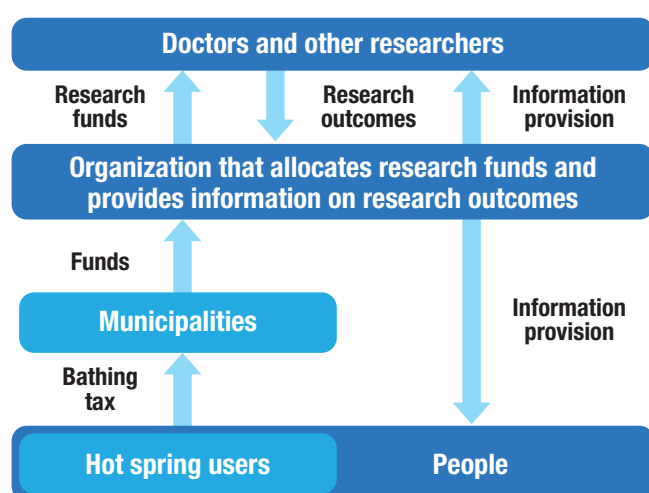 Doctors and other researchers
Research
funds
Research
outcomes
Information
provision
Organization that allocates research funds and
provides information on research outcomes
Funds
Municipalities
Information
provision
Bathing
tax
Hot spring users
People